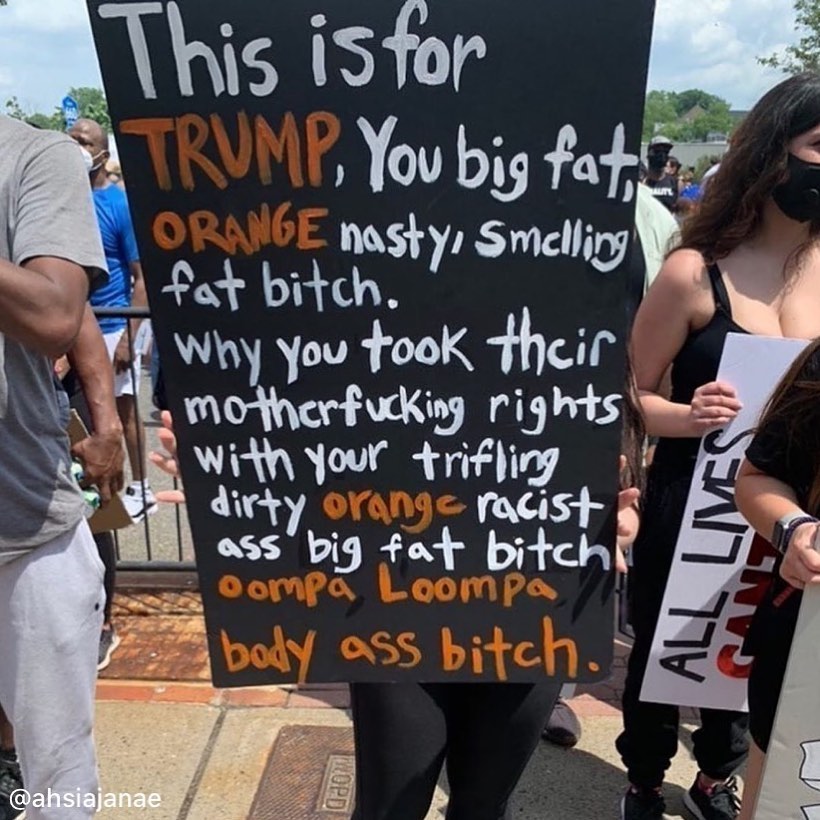 This is for
TRUMP, You big fat,
ORANGE nasty, smelling
fat bitch.
Why you took their
motherfucking rights
with your trifling
dirty orange racist
ass big fat bitch
oompa Loompa
body ass bitch.
ALL LIVES
CAN'T
@ahsiajanae